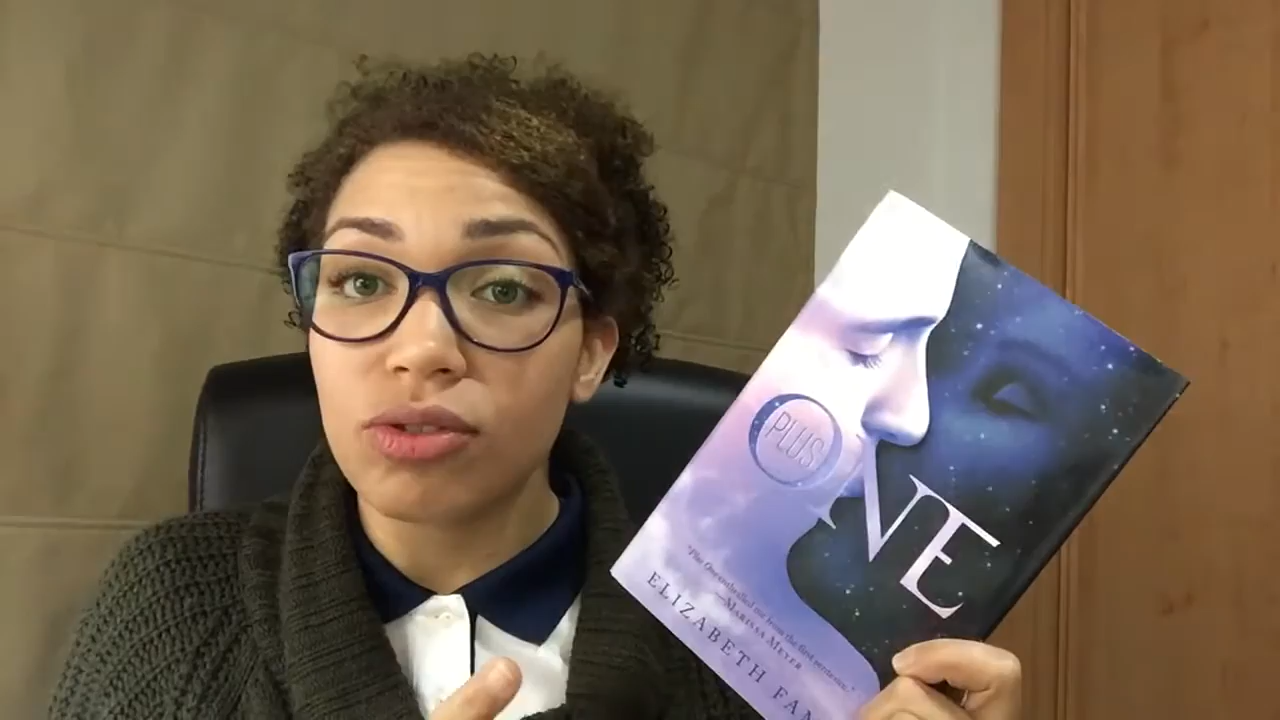 PLUS
ONE
"Plus One enthralled me from the first sentence."
—MARISSA MEYER
ELIZABETH FAM